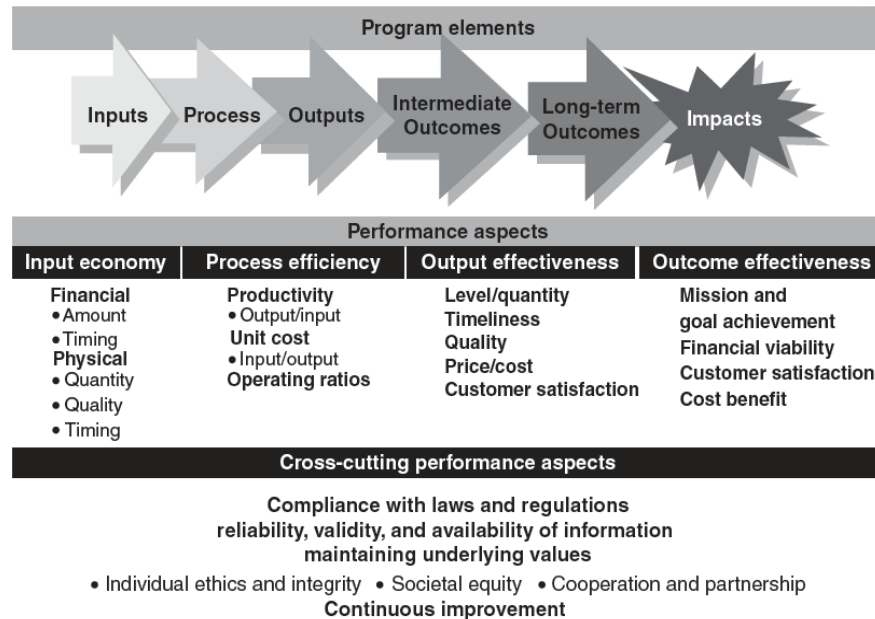 Program elements
Inputs
Process
Outputs
Intermediate
Outcomes
Long-term
Outcomes
Impacts
Performance aspects
Input economy
Financial
• Amount
• Timing
Physical
• Quantity
• Quality
• Timing
Process efficiency
Productivity
• Output/input
Unit cost
• Input/output
Operating ratios
Output effectiveness
Level/quantity
Timeliness
Quality
Price/cost
Customer satisfaction
Outcome effectiveness
Mission and
goal achievement
Financial viability
Customer satisfaction
Cost benefit
Cross-cutting performance aspects
Compliance with laws and regulations
reliability, validity, and availability of information
maintaining underlying values
• Individual ethics and integrity • Societal equity • Cooperation and partnership
Continuous improvement